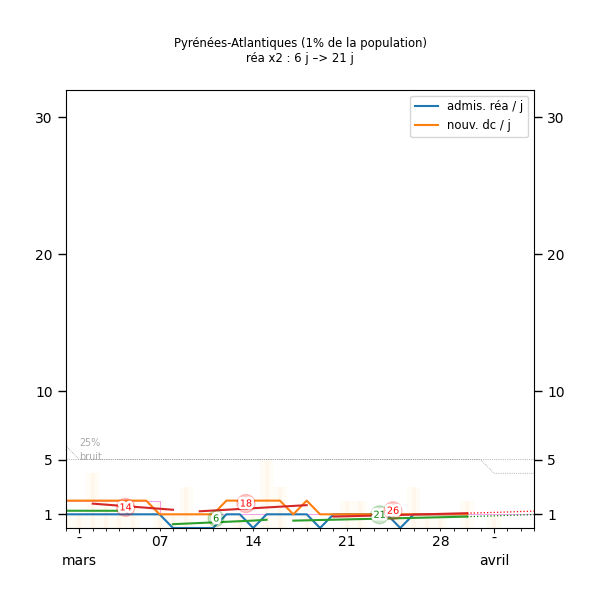 Pyrénées-Atlantiques (1% de la population)
réa x2 : 6 j –> 21 j
admis. réa / j
nouv. dc / j
30 30
20 20
10 10
25%
5 5
bruit
14 18 6 21 26
1 1
- 07 14 21 28 -
mars avril